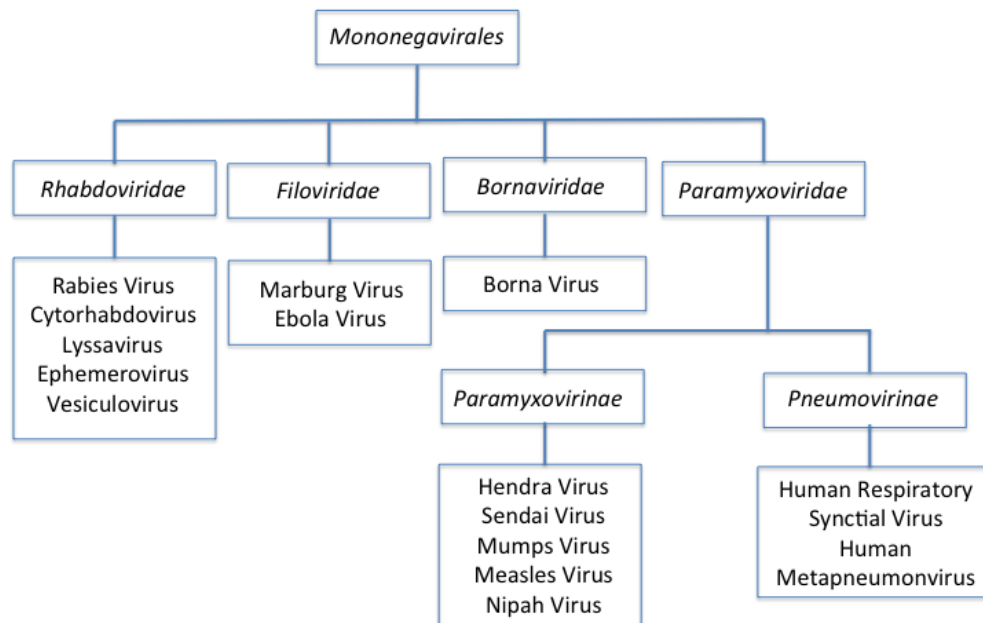 Mononegavirales
Rhabdoviridae
Filoviridae
Bornaviridae
Paramyxoviridae
Rabies Virus
Cytorhabdovirus
Lyssavirus
Ephemerovirus
Vesiculovirus
Marburg Virus
Ebola Virus
Borna Virus
Paramyxovirinae
Pneumovirinae
Hendra Virus
Sendai Virus
Mumps Virus
Measles Virus
Nipah Virus
Human Respiratory
Synctial Virus
Human
Metapneumonvirus